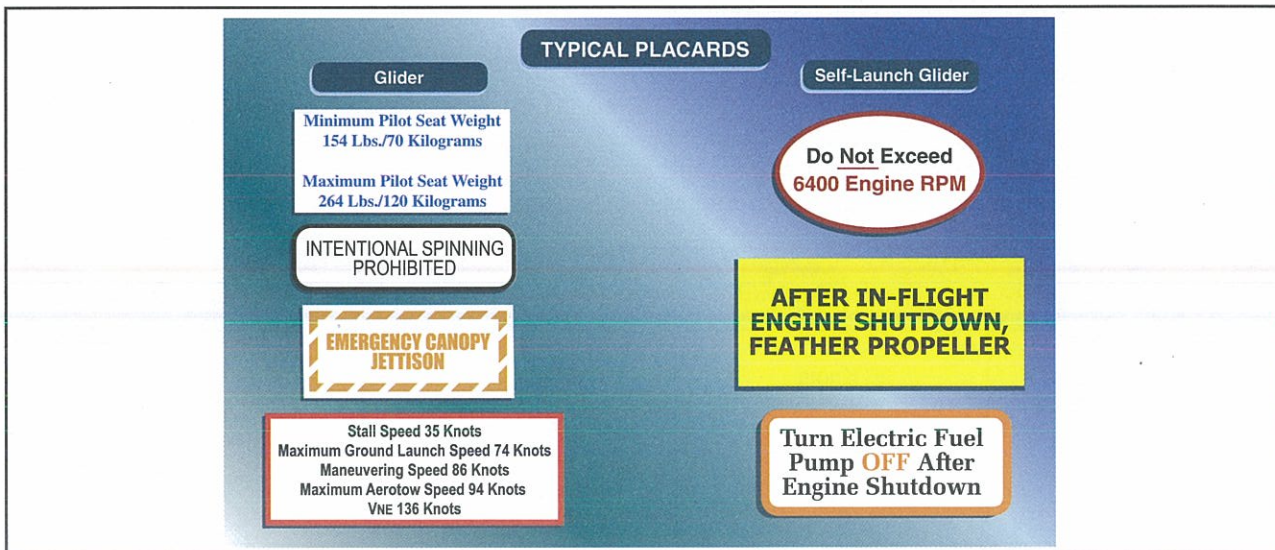 TYPICAL PLACARDS
Glider
Minimum Pilot Seat Weight
154 Lbs./70 Kilograms
Maximum Pilot Seat Weight
264 Lbs./120 Kilograms
INTENTIONAL SPINNING
PROHIBITED
EMERGENCY CANOPY
JETTISON
Stall Speed 35 Knots
Maximum Ground Launch Speed 74 Knots
Maneuvering Speed 86 Knots
Maximum Aerotow Speed 94 Knots
VNE 136 Knots
Self-Launch Glider
Do Not Exceed
6400 Engine RPM
AFTER IN-FLIGHT
ENGINE SHUTDOWN,
FEATHER PROPELLER
Turn Electric Fuel
Pump OFF After
Engine Shutdown